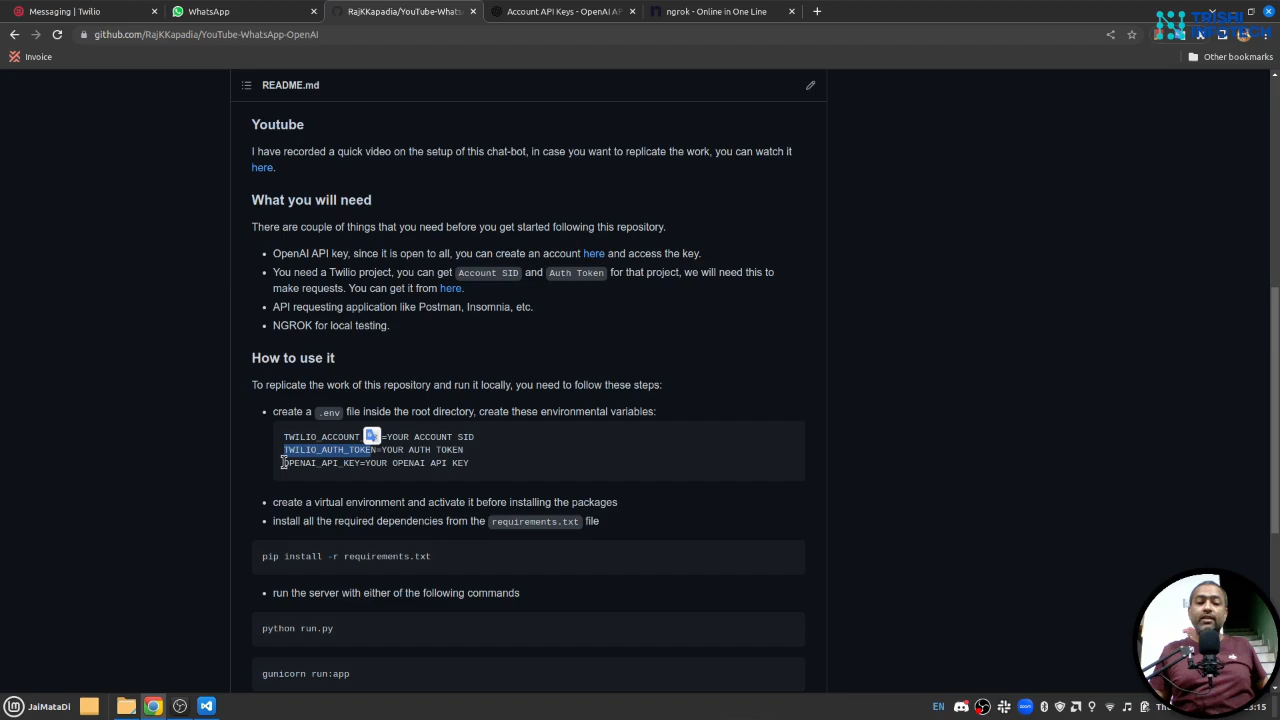 Messaging | Twilio
WhatsApp
RajKKapadia/YouTube-Whats
Account API Keys - OpenAI AP
ngrok - Online in One Line
github.com/RajKKapadia/YouTube-WhatsApp-OpenAI
TRISHI
INFOTECH
Invoice
Other bookmarks
README.md
Youtube
I have recorded a quick video on the setup of this chat-bot, in case you want to replicate the work, you can watch it
here.
What you will need
There are couple of things that you need before you get started following this repository.
• OpenAI API key, since it is open to all, you can create an account here and access the key.
• You need a Twilio project, you can get Account SID and Auth Token for that project, we will need this to
make requests. You can get it from here.
• API requesting application like Postman, Insomnia, etc.
• NGROK for local testing.
How to use it
To replicate the work of this repository and run it locally, you need to follow these steps:
• create a .env file inside the root directory, create these environmental variables:
TWILIO_ACCOUNT =YOUR ACCOUNT SID
TWILIO_AUTH_TOKEN=YOUR AUTH TOKEN
OPENAI_API_KEY=YOUR OPENAI API KEY
• create a virtual environment and activate it before installing the packages
• install all the required dependencies from the requirements.txt file
pip install -r requirements.txt
• run the server with either of the following commands
python run.py
gunicorn run:app
JaiMataDi
EN